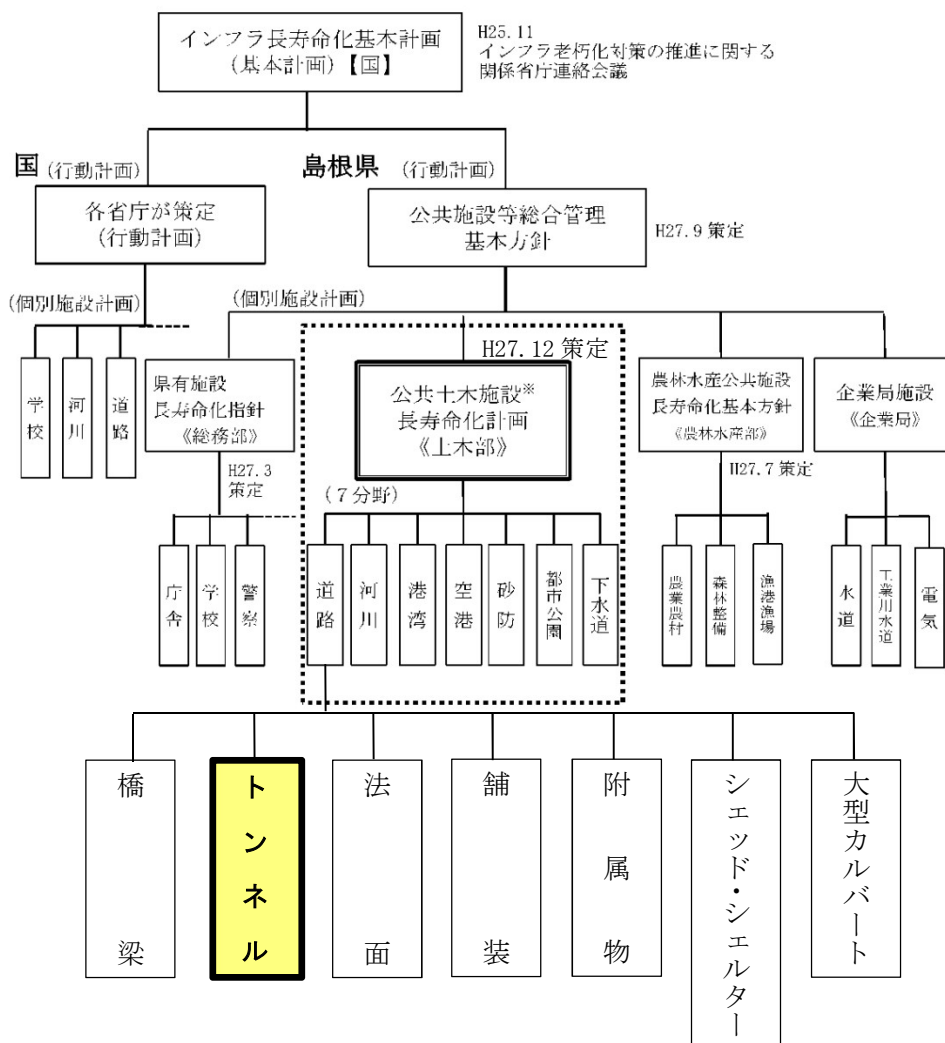 インフラ長寿命化基本計画
(基本計画)【国】
H25.11
インフラ老朽化対策の推進に関する
関係省庁連絡会議
国 (行動計画)
島根県 (行動計画)
各省庁が策定
(行動計画)
公共施設等総合管理
基本方針
H27.9 策定
(個別施設計画)
(個別施設計画)
学校
河川
道路
県有施設
長寿命化指針
《総務部》
H27.3
策定
H27.12 策定
公共土木施設※
長寿命化計画
《土木部》
(7分野)
農林水産公共施設
長寿命化基本方針
《農林水産部》
H27.7 策定
企業局施設
《企業局》
庁舎
学校
警察
道路
河川
港湾
空港
砂防
都市公園
下水道
農業農村
森林整備
漁港漁場
水道
工業用水道
電気
橋梁
トンネル
法面
舗装
附属物
シェッド・シェルター
大型カルバート